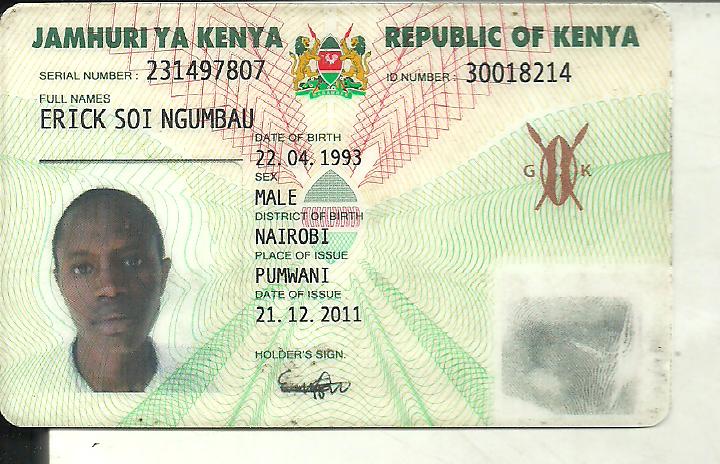 JAMHURI YA KENYA REPUBLIC OF KENYA
SERIAL NUMBER : 231497807 ID NUMBER : 30018214
FULL NAMES
ERICK SOI NGUMBAU
DATE OF BIRTH
22.04.1993
SEX
MALE
DISTRICT OF BIRTH
NAIROBI
PLACE OF ISSUE
PUMWANI
DATE OF ISSUE
21.12.2011
HOLDER'S SIGN.
G K